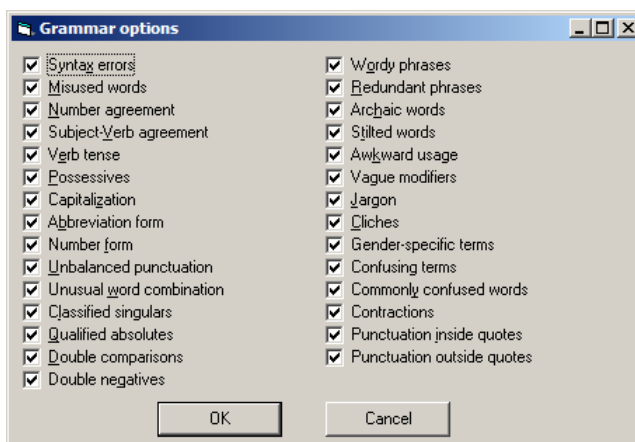 Grammar options
Syntax errors
Misused words
Number agreement
Subject-Verb agreement
Verb tense
Possessives
Capitalization
Abbreviation form
Number form
Unbalanced punctuation
Unusual word combination
Classified singulars
Qualified absolutes
Double comparisons
Double negatives
Wordy phrases
Redundant phrases
Archaic words
Stilted words
Awkward usage
Vague modifiers
Jargon
Cliches
Gender-specific terms
Confusing terms
Commonly confused words
Contractions
Punctuation inside quotes
Punctuation outside quotes
OK
Cancel